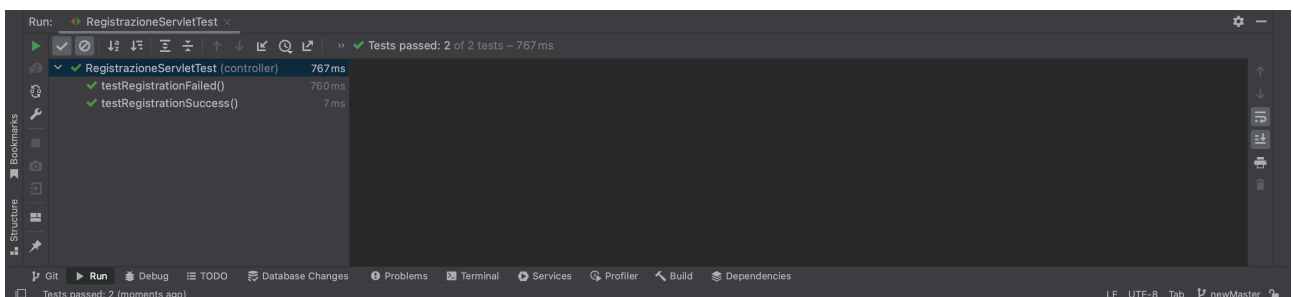 Run: RegistrazioneServletTest ×
» Tests passed: 2 of 2 tests – 767 ms
RegistrazioneServletTest (controller) 767 ms
testRegistrationFailed() 760 ms
testRegistrationSuccess() 7 ms
Bookmarks
Structure
Git Run Debug TODO Database Changes Problems Terminal Services Profiler Build Dependencies
Tests passed: 2 (moments ago) LF UTF-8 Tab newMaster